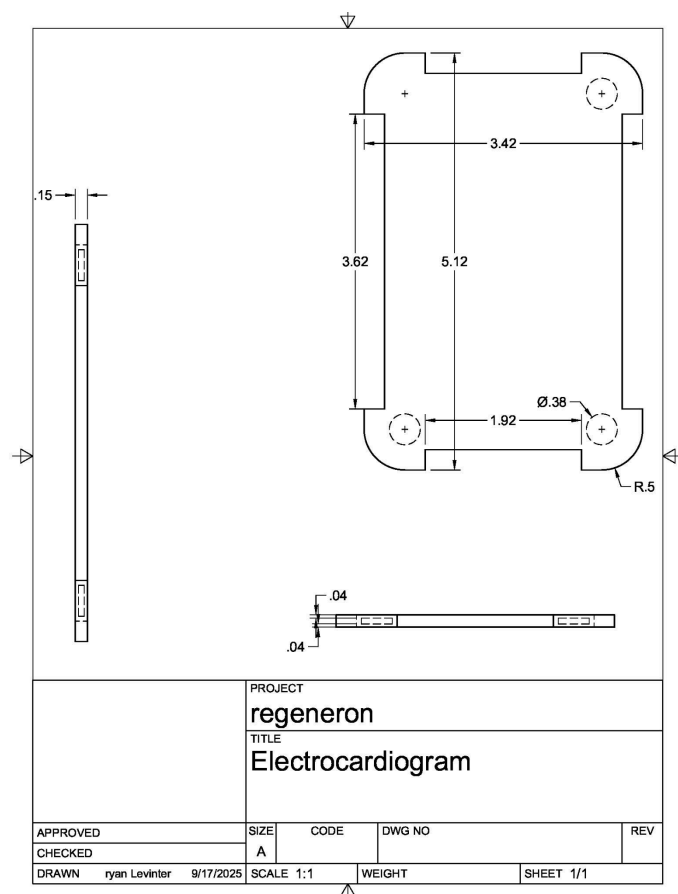 3.42
.15
3.62
5.12
Ø.38
1.92
R.5
.04
.04
PROJECT
regeneron
TITLE
Electrocardiogram
APPROVED
SIZE
CODE
DWG NO
REV
CHECKED
A
DRAWN ryan Levinter 9/17/2025
SCALE 1:1
WEIGHT
SHEET 1/1